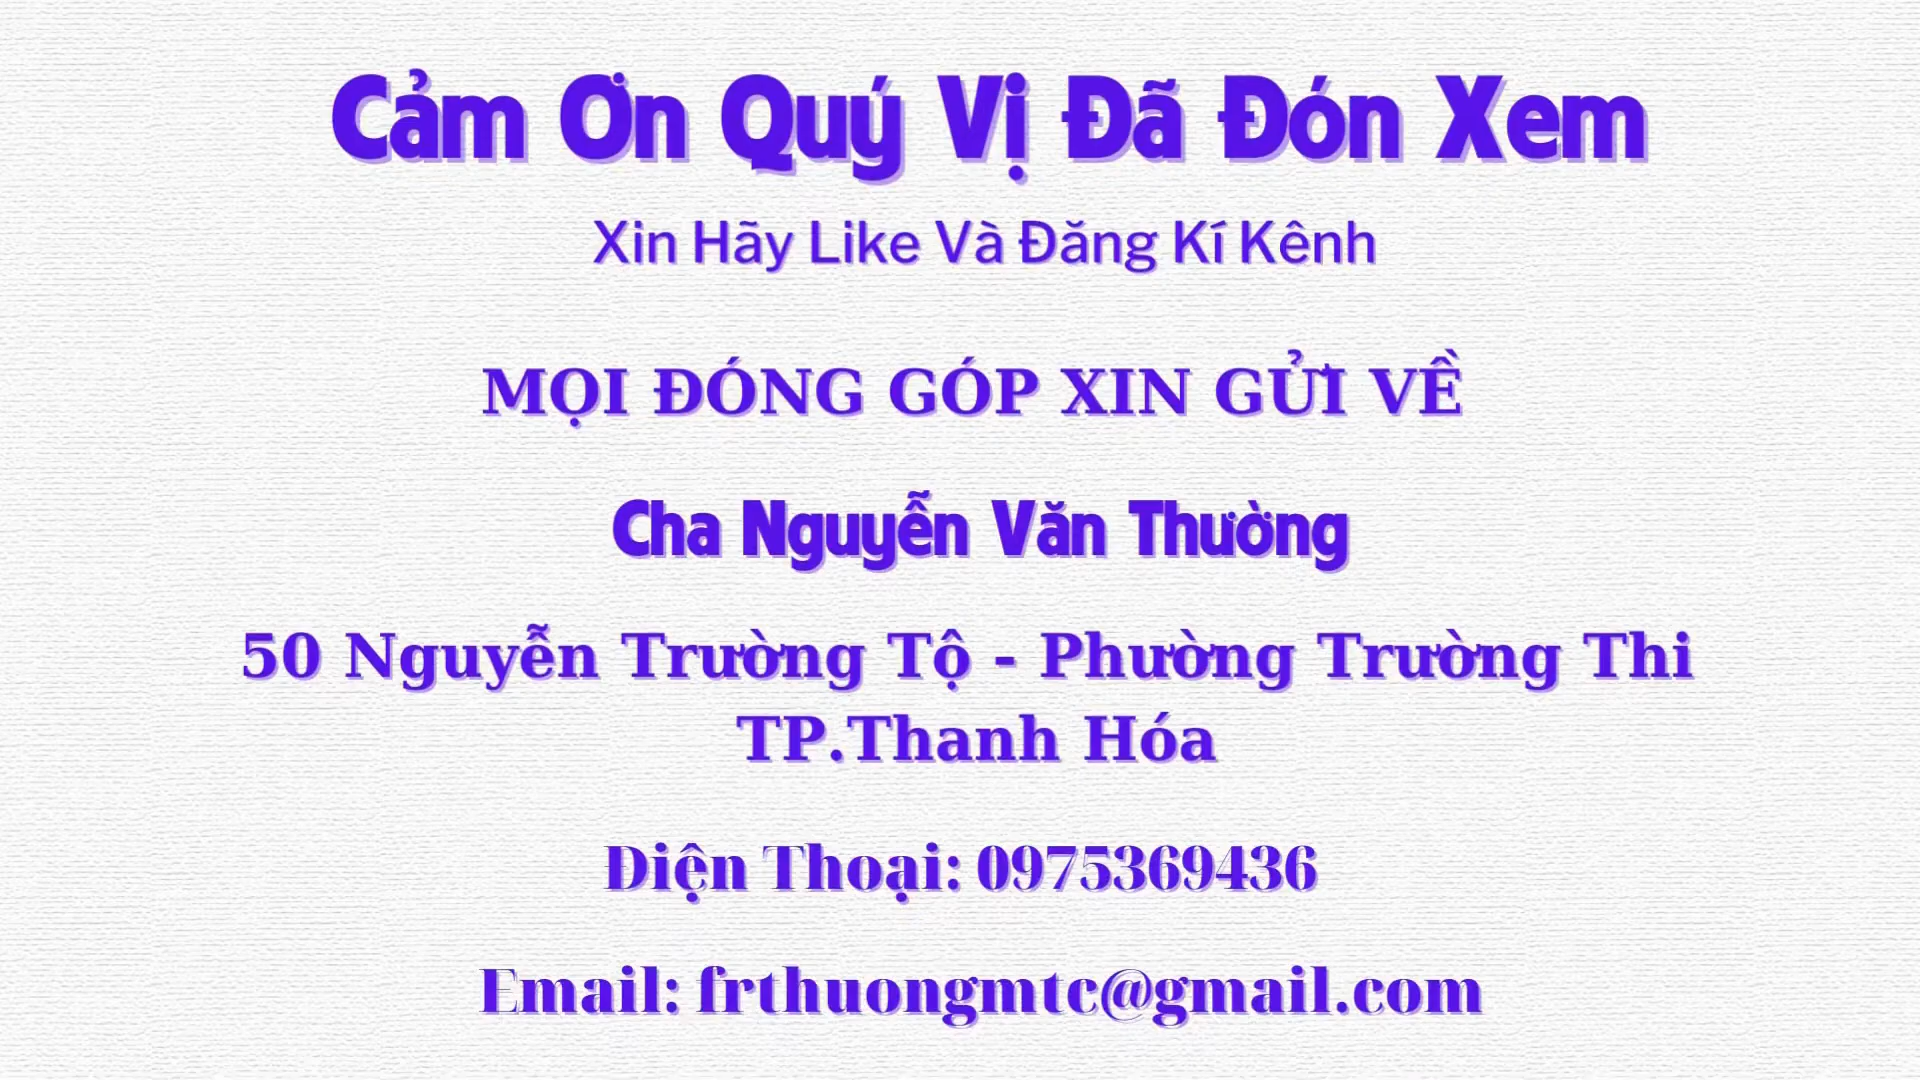 Cảm Ơn Quý Vị Đã Đón Xem
Xin Hãy Like Và Đăng Kí Kênh
MỌI ĐÓNG GÓP XIN GỬI VỀ
Cha Nguyễn Văn Thường
50 Nguyễn Trường Tộ - Phường Trường Thi
TP.Thanh Hóa
Điện Thoại: 0975369436
Email: frthuongmtc@gmail.com